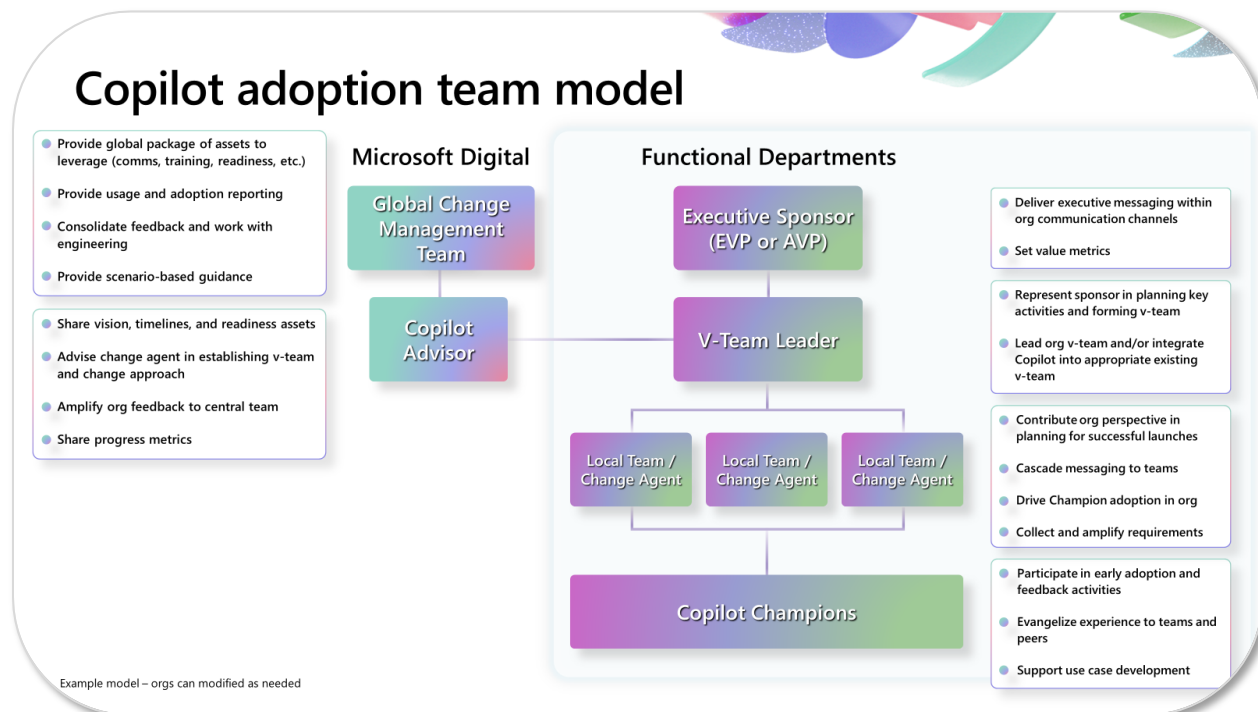 Copilot adoption team model
Provide global package of assets to
leverage (comms, training, readiness, etc.)
Provide usage and adoption reporting
Consolidate feedback and work with
engineering
Provide scenario-based guidance
Share vision, timelines, and readiness assets
Advise change agent in establishing v-team
and change approach
Amplify org feedback to central team
Share progress metrics
Microsoft Digital
Global Change
Management
Team
Copilot
Advisor
Functional Departments
Executive Sponsor
(EVP or AVP)
V-Team Leader
Local Team /
Change Agent
Local Team /
Change Agent
Local Team /
Change Agent
Copilot Champions
Deliver executive messaging within
org communication channels
Set value metrics
Represent sponsor in planning key
activities and forming v-team
Lead org v-team and/or integrate
Copilot into appropriate existing
v-team
Contribute org perspective in
planning for successful launches
Cascade messaging to teams
Drive Champion adoption in org
Collect and amplify requirements
Participate in early adoption and
feedback activities
Evangelize experience to teams and
peers
Support use case development
Example model – orgs can modified as needed